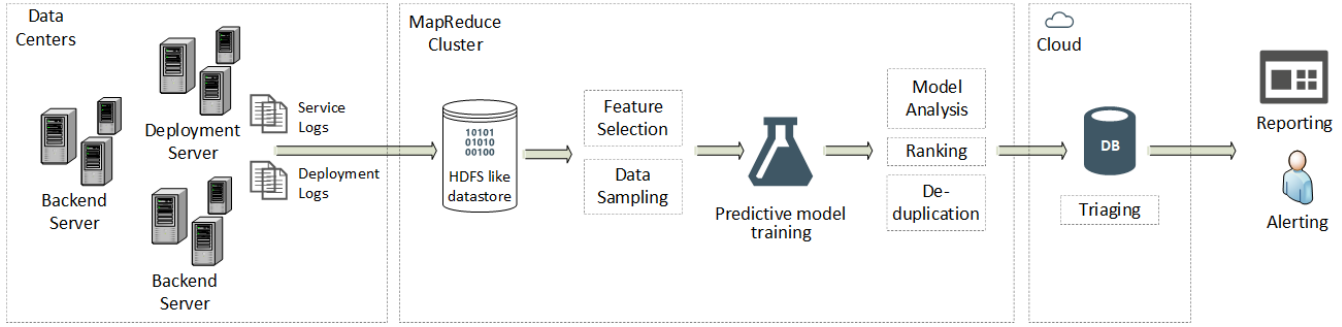 Data
Centers
Deployment
Server
Backend
Server
Backend
Server
Service
Logs
Deployment
Logs
MapReduce
Cluster
10101
01010
00100
HDFS like
datastore
Feature
Selection
Data
Sampling
Predictive model
training
Model
Analysis
Ranking
De-
duplication
Cloud
DB
Triaging
Reporting
Alerting